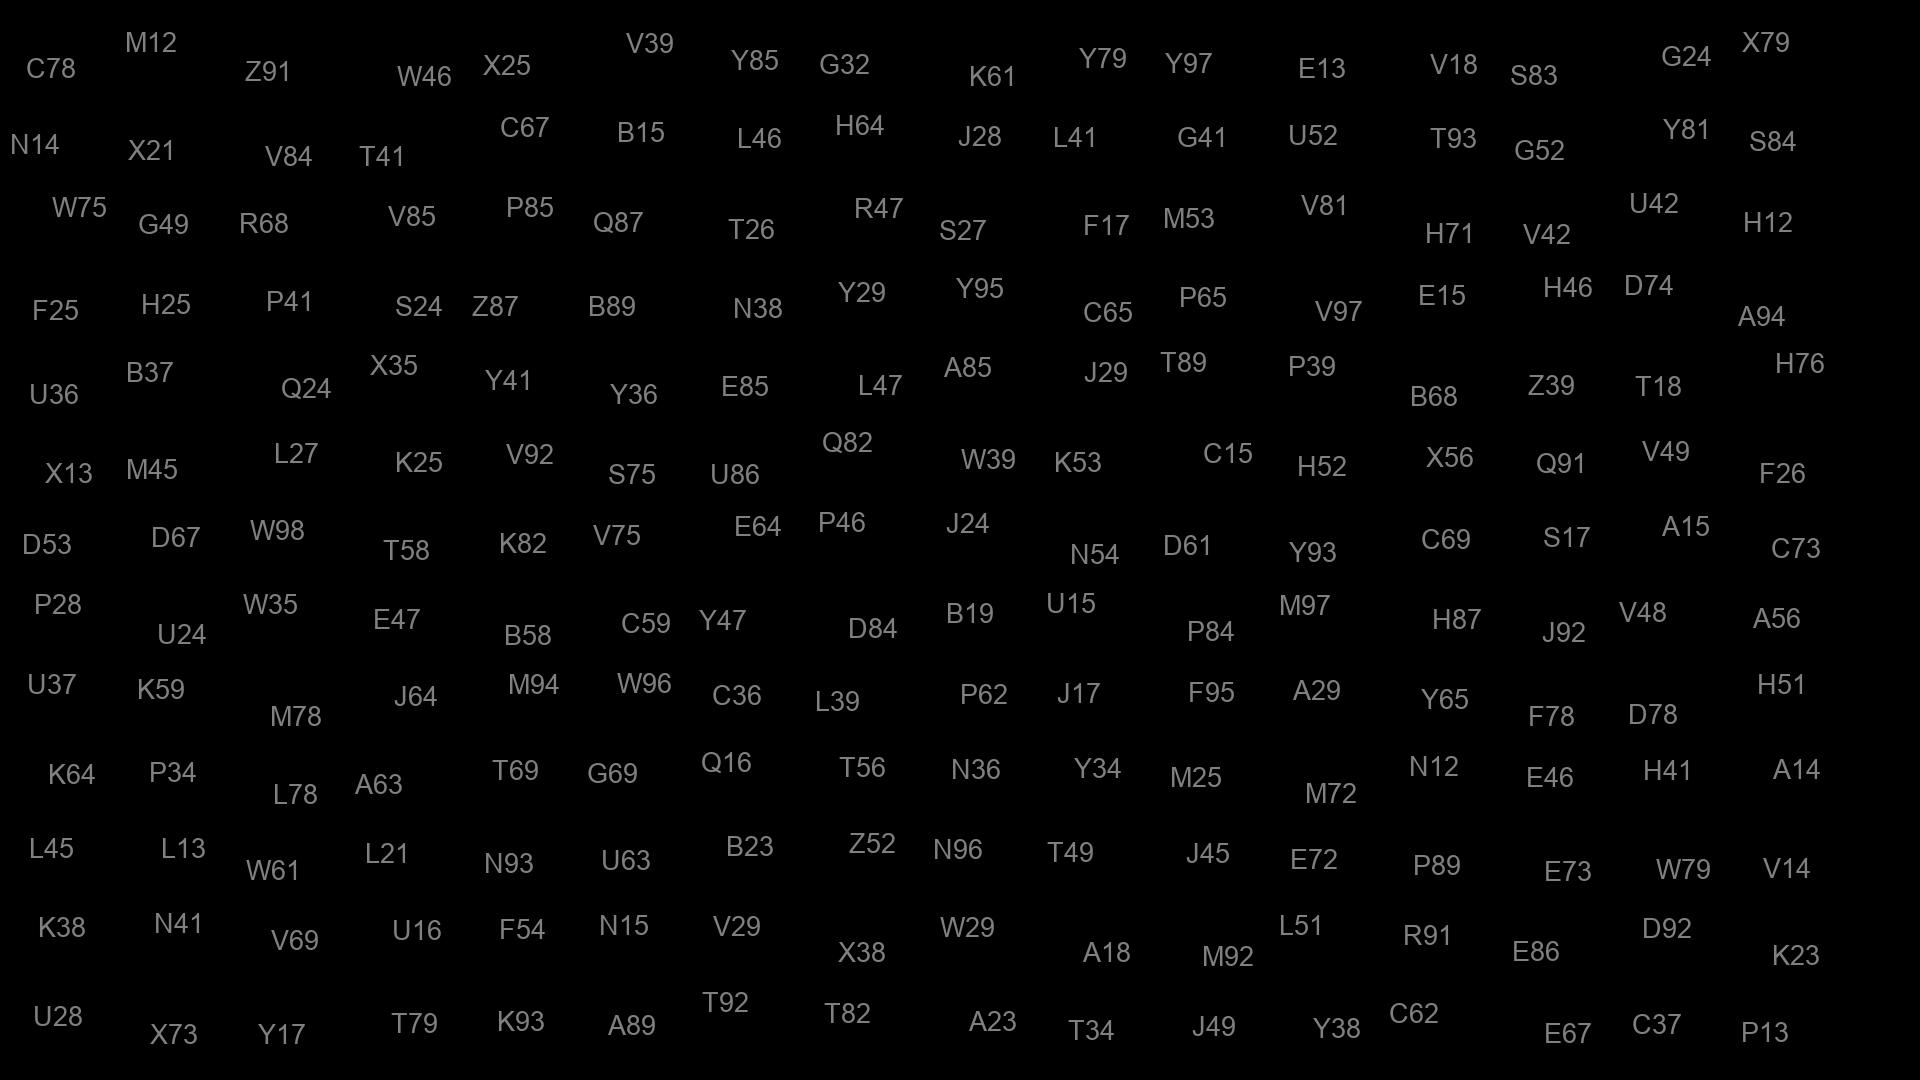 C78 M12 Z91 W46 X25 V39 Y85 G32 K61 Y79 Y97 E13 V18 S83 G24 X79
N14 X21 V84 T41 C67 B15 L46 H64 J28 L41 G41 U52 T93 G52 Y81 S84
W75 G49 R68 V85 P85 Q87 T26 R47 S27 F17 M53 V81 H71 V42 U42 H12
F25 H25 P41 S24 Z87 B89 N38 Y29 Y95 C65 P65 V97 E15 H46 D74 A94
U36 B37 Q24 X35 Y41 Y36 E85 L47 A85 J29 T89 P39 B68 Z39 T18 H76
X13 M45 L27 K25 V92 S75 U86 Q82 W39 K53 C15 H52 X56 Q91 V49 F26
D53 D67 W98 T58 K82 V75 E64 P46 J24 N54 D61 Y93 C69 S17 A15 C73
P28 U24 W35 E47 B58 C59 Y47 D84 B19 U15 P84 M97 H87 J92 V48 A56
U37 K59 M78 J64 M94 W96 C36 L39 P62 J17 F95 A29 Y65 F78 D78 H51
K64 P34 L78 A63 T69 G69 Q16 T56 N36 Y34 M25 M72 N12 E46 H41 A14
L45 L13 W61 L21 N93 U63 B23 Z52 N96 T49 J45 E72 P89 E73 W79 V14
K38 N41 V69 U16 F54 N15 V29 X38 W29 A18 M92 L51 R91 E86 D92 K23
U28 X73 Y17 T79 K93 A89 T92 T82 A23 T34 J49 Y38 C62 E67 C37 P13